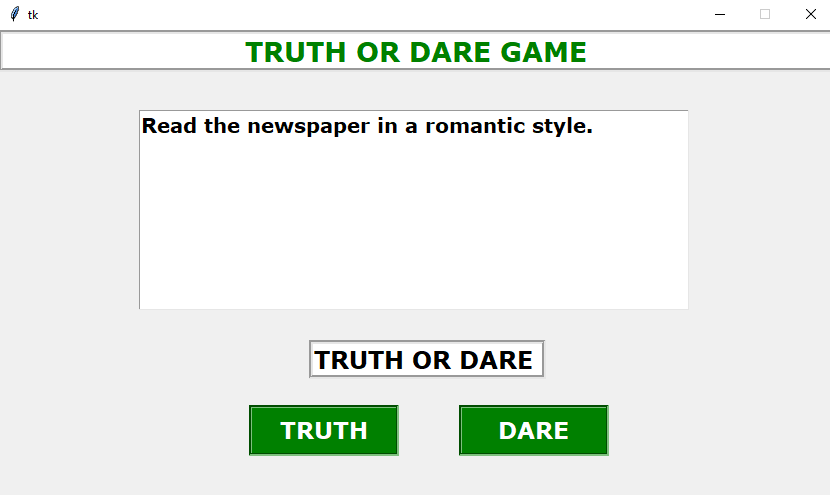 tk
TRUTH OR DARE GAME
Read the newspaper in a romantic style.
TRUTH OR DARE
TRUTH
DARE